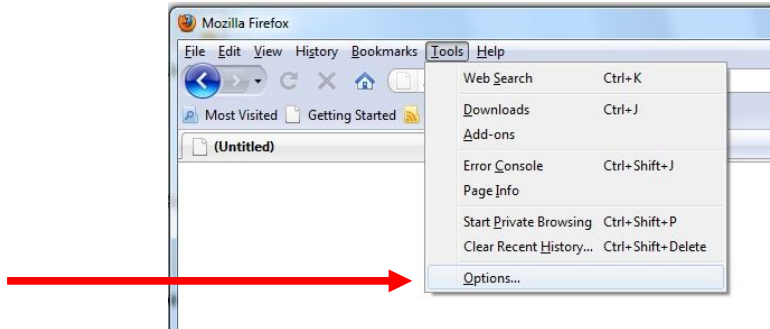 Mozilla Firefox
File Edit View History Bookmarks Tools Help
Web Search Ctrl+K
Most Visited Getting Started
Downloads Ctrl+J
Add-ons
(Untitled)
Error Console Ctrl+Shift+J
Page Info
Start Private Browsing Ctrl+Shift+P
Clear Recent History... Ctrl+Shift+Delete
Options...